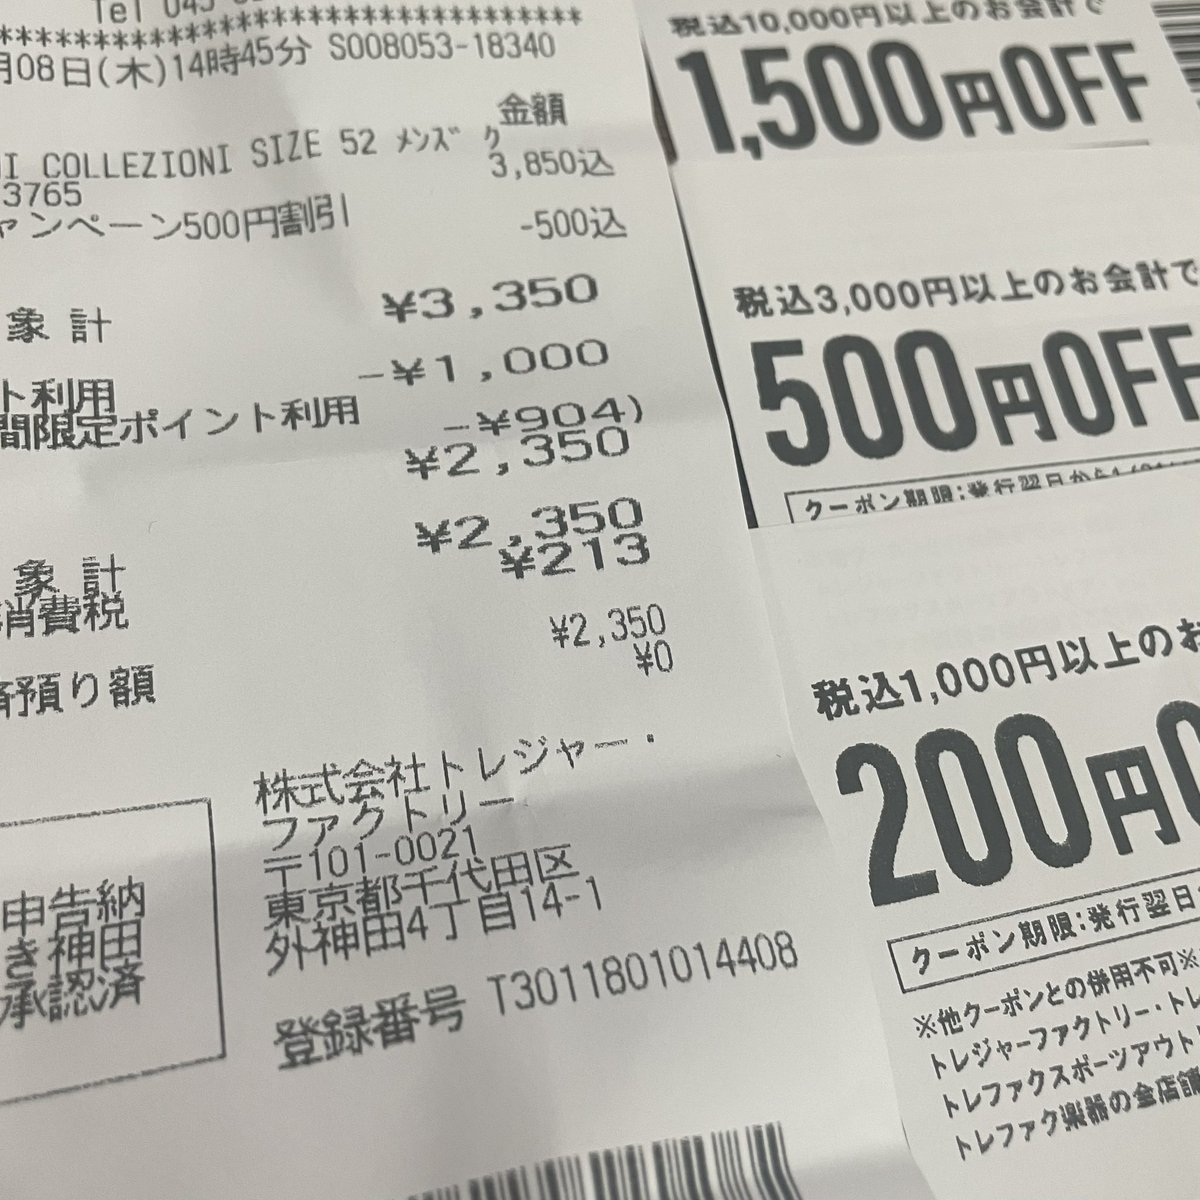 Tel 045
*****************************************
月08日(木)14時45分 S008053-18340
金額
COLLEZIONI SIZE 52 メンズ ク
3,850込
3765
ャンペーン500円割引
-500込
象 計
¥3,350
ト利用
-¥1,000
間限定ポイント利用
-¥904)
¥2,350
象 計
¥2,350
消費税
¥213
¥2,350
済預り額
¥0
株式会社トレジャー・
ファクトリー
〒101-0021
東京都千代田区
外神田4丁目14-1
登録番号 T3011801014408
申告納
き神田
承認済
税込10,000円以上のお会計で
1,500円OFF
税込3,000円以上のお会計で
500円OFF
クーポン期限:発行翌日から
税込1,000円以上のお
200円O
クーポン期限:発行翌日
※他クーポンとの併用不可※
トレジャーファクトリー・トレ
トレファクスポーツアウト
トレファク楽器の全店舗